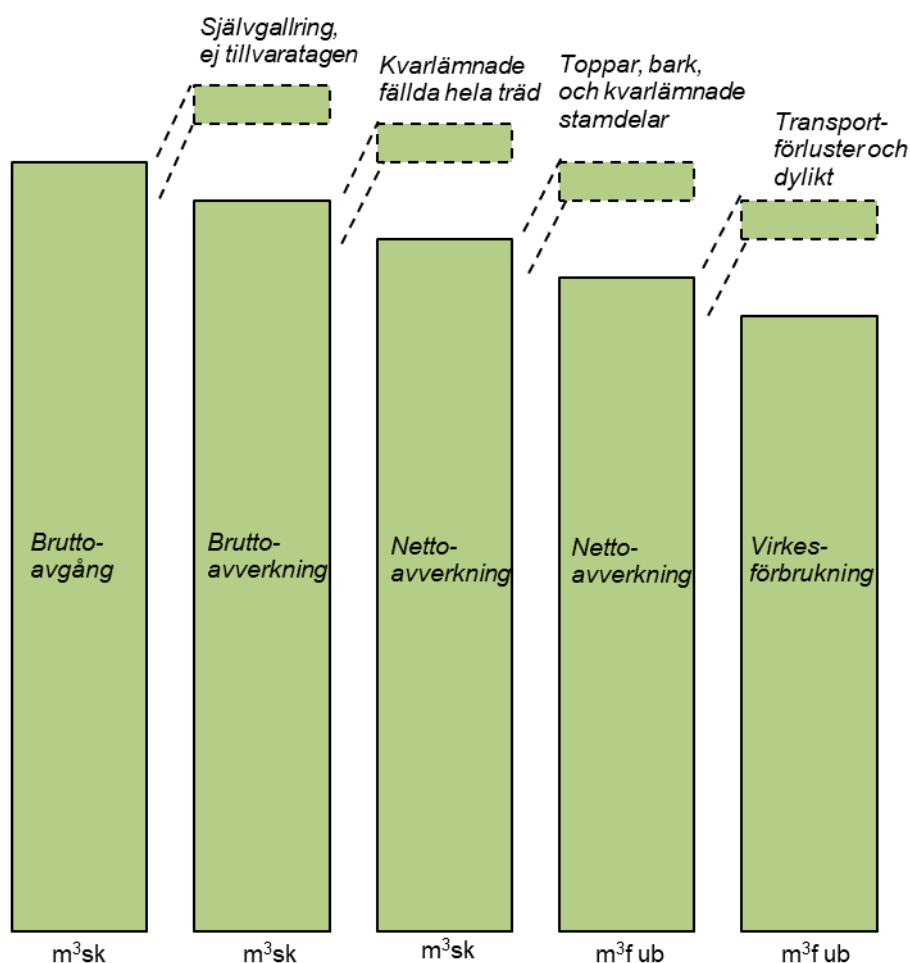 Självgallring,
ej tillvaratagen
Kvarlämnade
fällda hela träd
Toppar, bark,
och kvarlämnade
stamdelar
Transport-
förluster och
dylikt
Brutto-
avgång
Brutto-
avverkning
Netto-
avverkning
Netto-
avverkning
Virkes-
förbrukning
m³sk
m³sk
m³sk
m³f ub
m³f ub